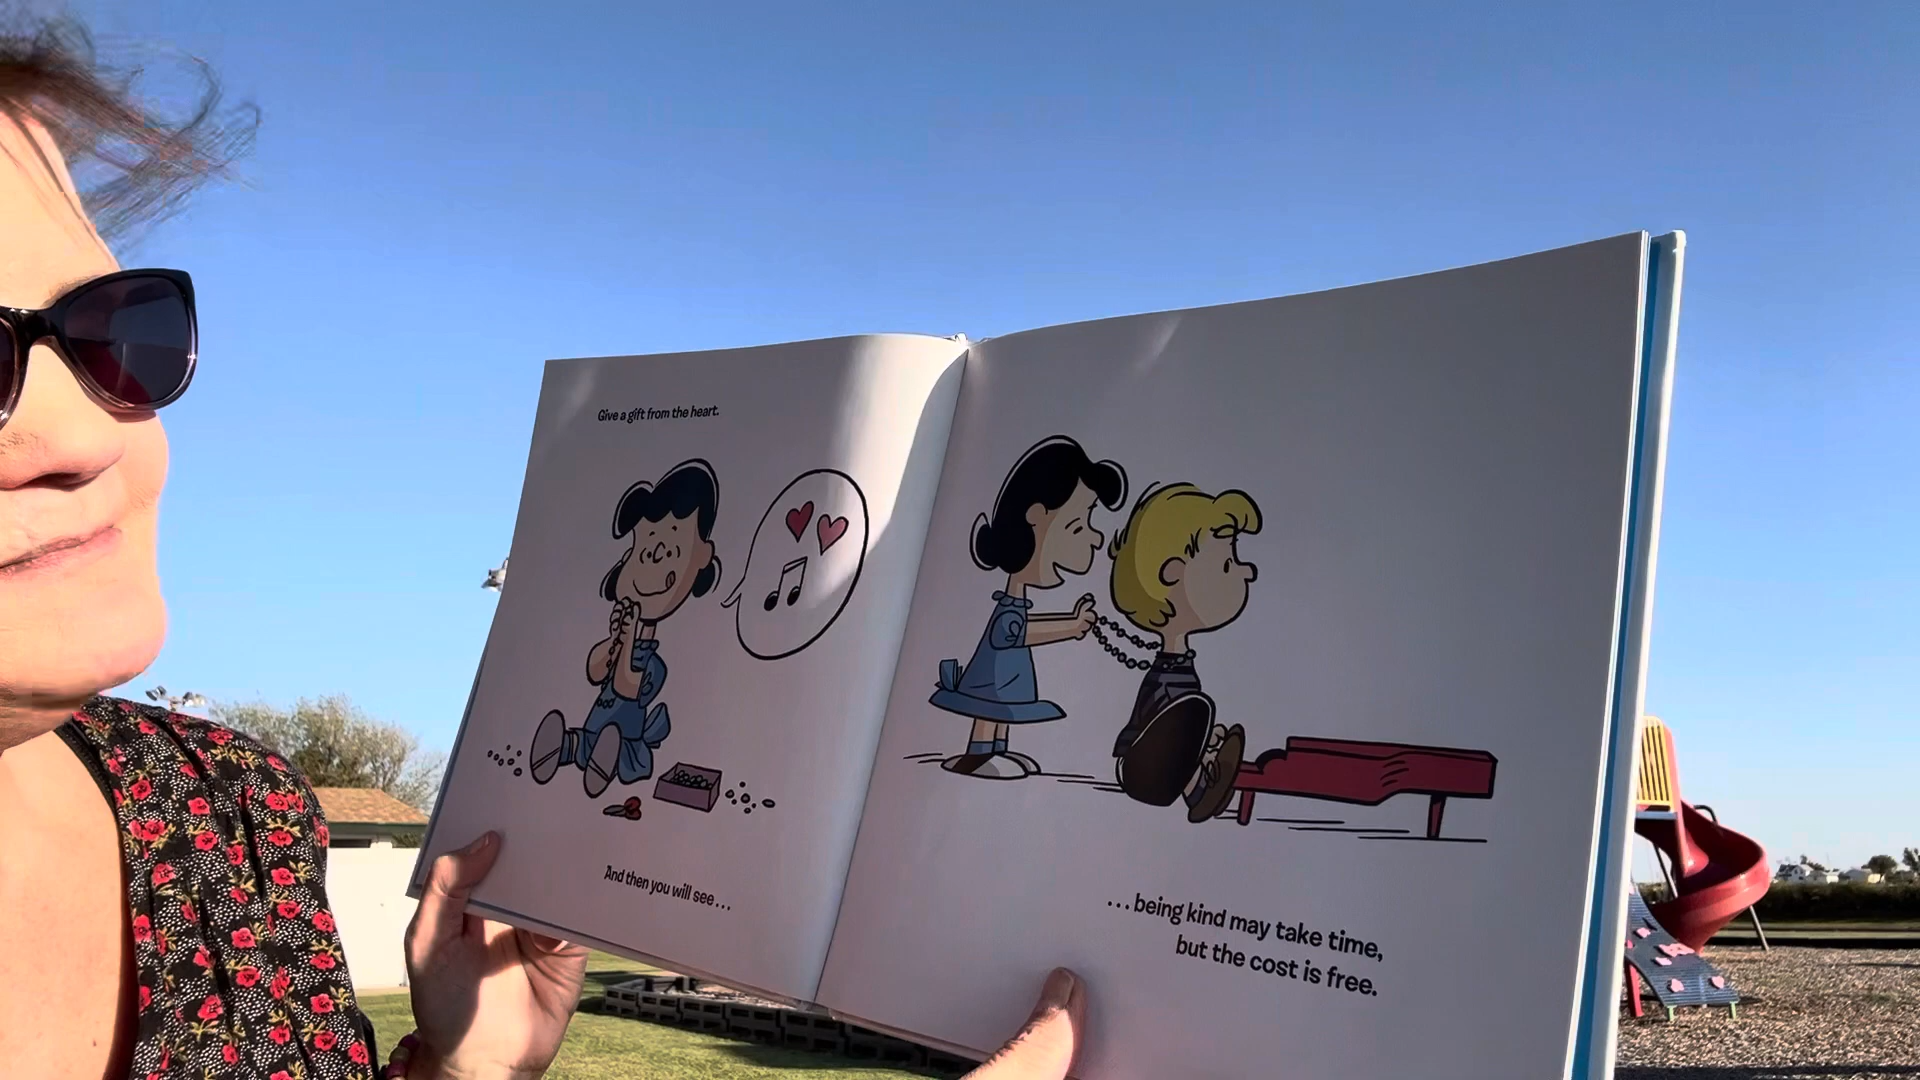 Give a gift from the heart.
And then you will see...
...being kind may take time,
but the cost is free.